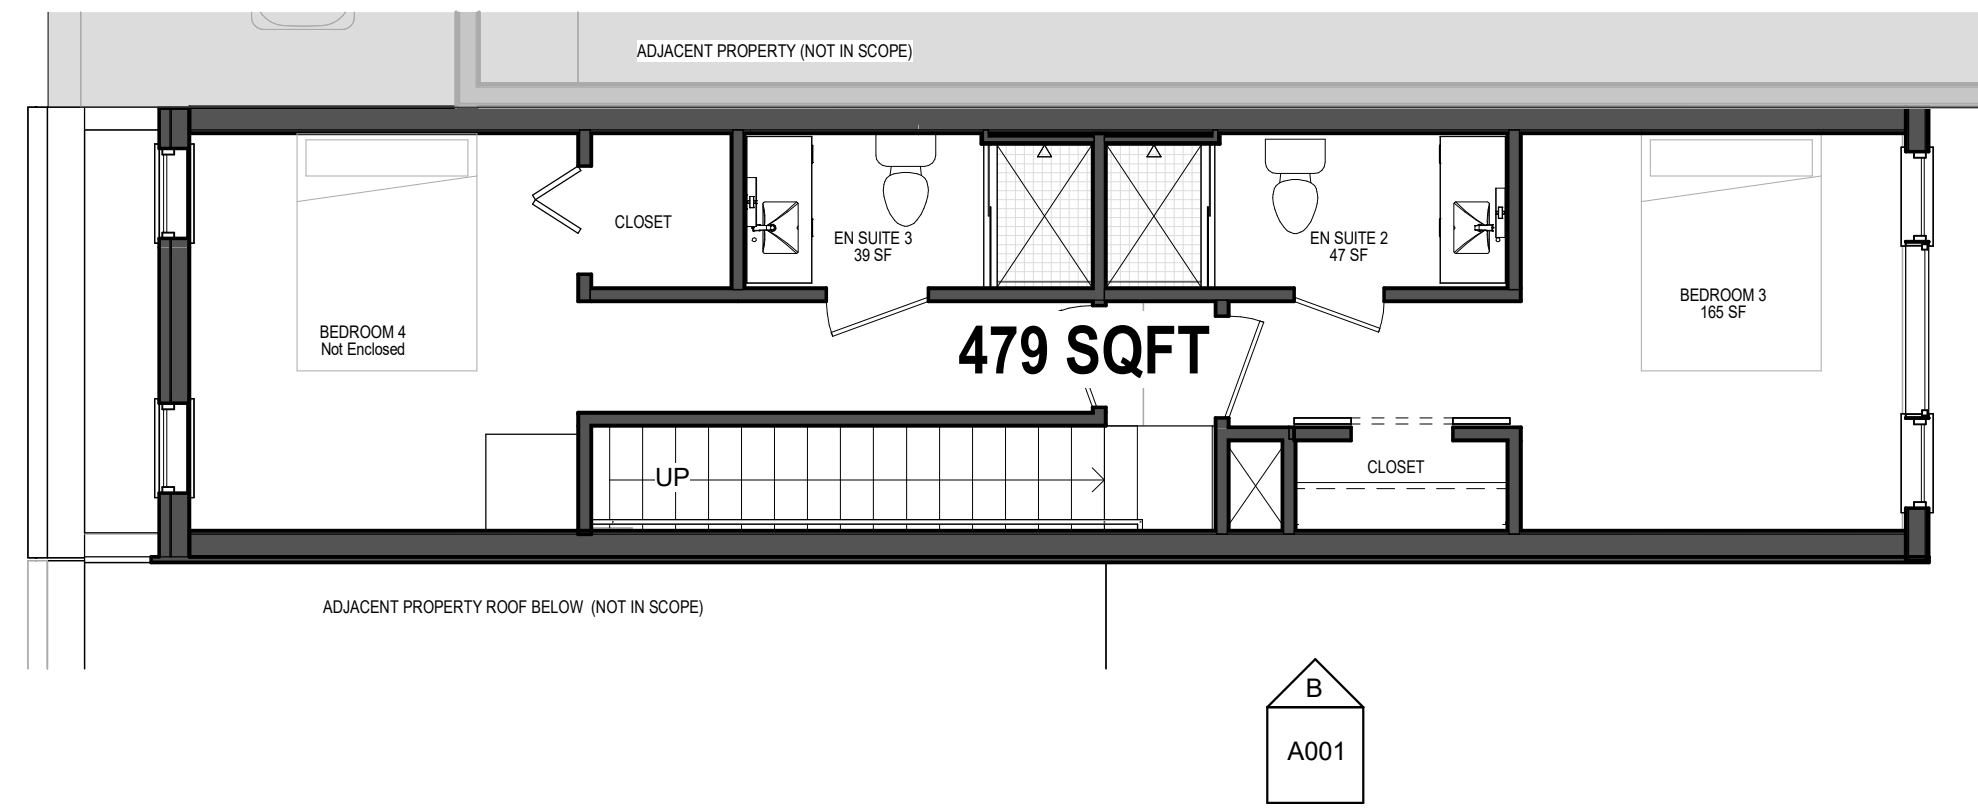 ADJACENT PROPERTY (NOT IN SCOPE)
CLOSET
EN SUITE 3
39 SF
EN SUITE 2
47 SF
BEDROOM 3
165 SF
BEDROOM 4
Not Enclosed
479 SQFT
UP
CLOSET
ADJACENT PROPERTY ROOF BELOW (NOT IN SCOPE)
B
A001